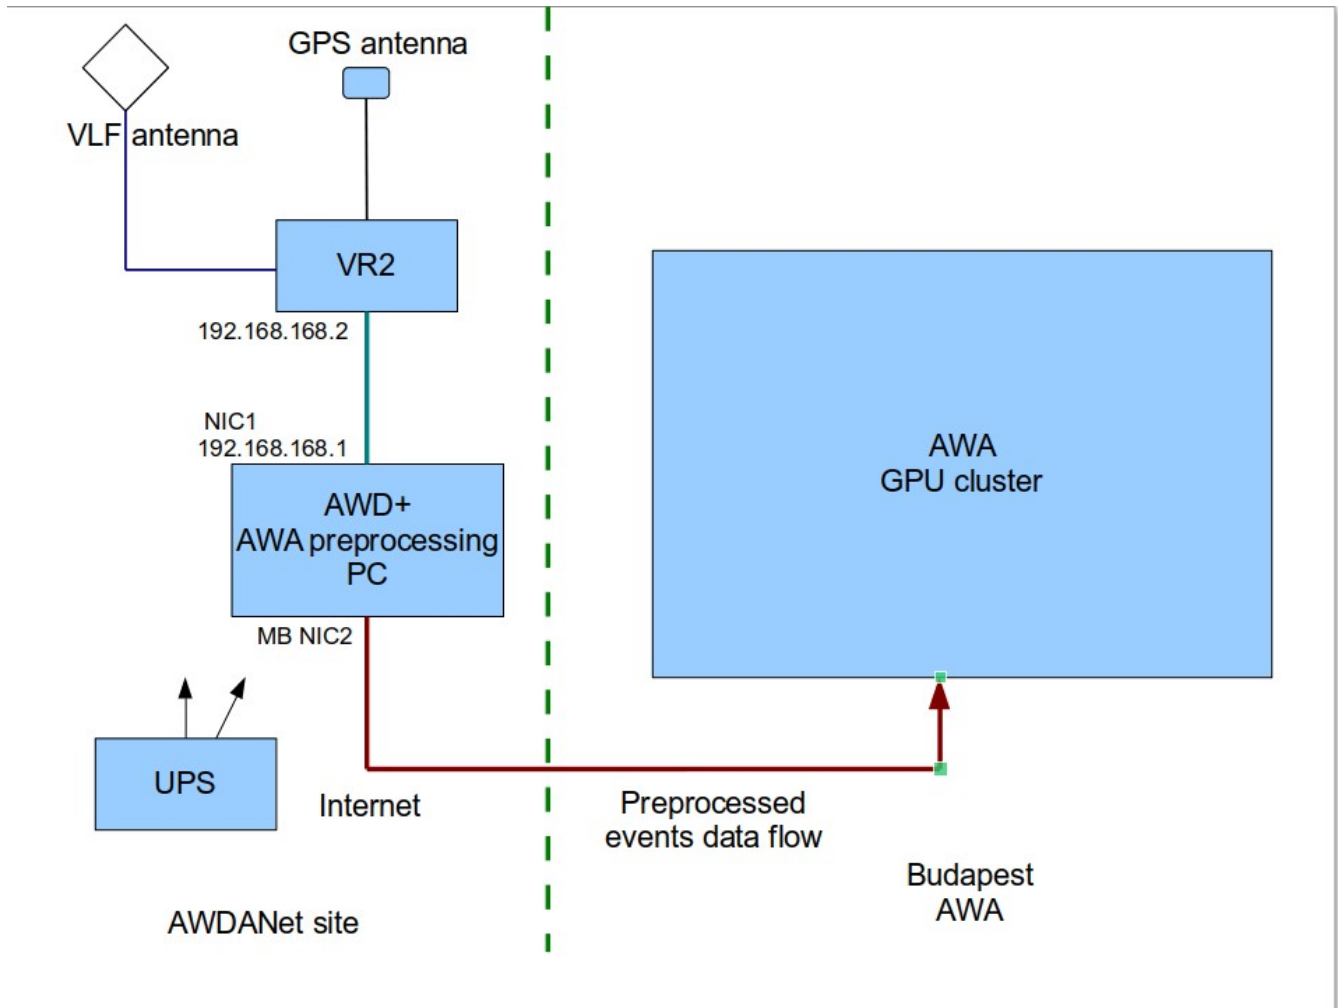 GPS antenna
VLF antenna
VR2
192.168.168.2
NIC1
192.168.168.1
AWD+
AWA preprocessing
PC
MB NIC2
UPS
Internet
AWDANet site
AWA
GPU cluster
Preprocessed
events data flow
Budapest
AWA